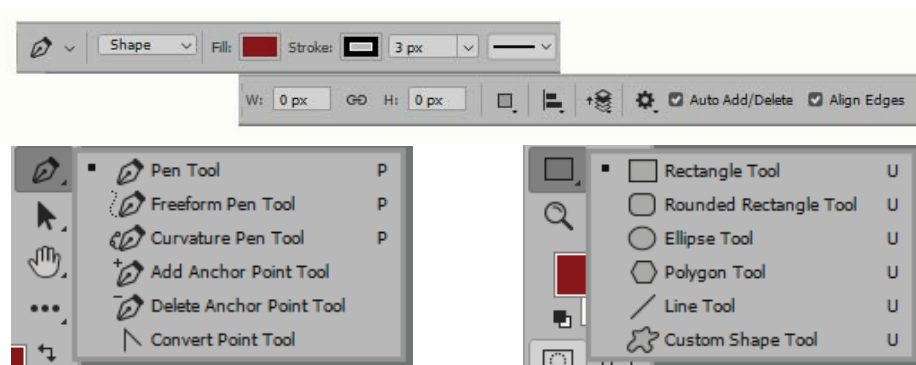 Shape Fill: Stroke: 3 px
W: 0 px H: 0 px Auto Add/Delete Align Edges
Pen Tool P
Freeform Pen Tool P
Curvature Pen Tool P
Add Anchor Point Tool
Delete Anchor Point Tool
Convert Point Tool
Rectangle Tool U
Rounded Rectangle Tool U
Ellipse Tool U
Polygon Tool U
Line Tool U
Custom Shape Tool U